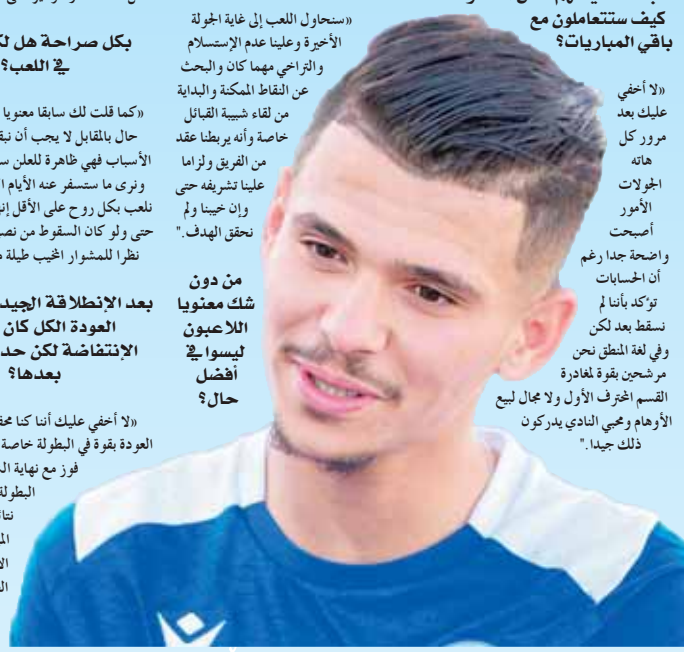 كيف ستتعاملون مع
باقي المباريات؟
«لا أخفي
عليك بعد
مرور كل
هاته
الجولات
الأمور
أصبحت
واضحة جدا رغم
أن الحسابات
تؤكد بأننا لم
نسقط بعد لكن
وفي لغة المنطق نحن
مرشحين بقوة لمغادرة
القسم المحترف الأول ولا مجال لبيع
الأوهام ومحبي النادي يدركون
ذلك جيدا."
«سنحاول اللعب إلى غاية الجولة
الأخيرة وعلينا عدم الإستسلام
والتراخي مهما كان والبحث
عن النقاط الممكنة والبداية
من لقاء شبيبة القبائل
خاصة وأنه يربطنا عقد
من الفريق ولزاما
علينا تشريفه حتى
وإن خيبنا ولم
نحقق الهدف."
من دون
شك معنويا
اللاعبون
ليسوا في
أفضل
حال؟
بكل صراحة هل
في اللعب؟
«كما قلت لك سابقا معنويا
حال بالمقابل لا يجب أن
الأسباب فهي ظاهرة للعلن
ونرى ما ستسفر عنه الأيام
نلعب بكل روح على الأقل
حتى ولو كان السقوط من
نظرا للمشوار المخيب طيلة
بعد الإنطلاقة الجيدة
العودة الكل كان
الإنتفاضة لكن
بعدها؟
«لا أخفي عليك أننا كنا
العودة بقوة في البطولة خاصة
فوز مع نهاية
البطولة